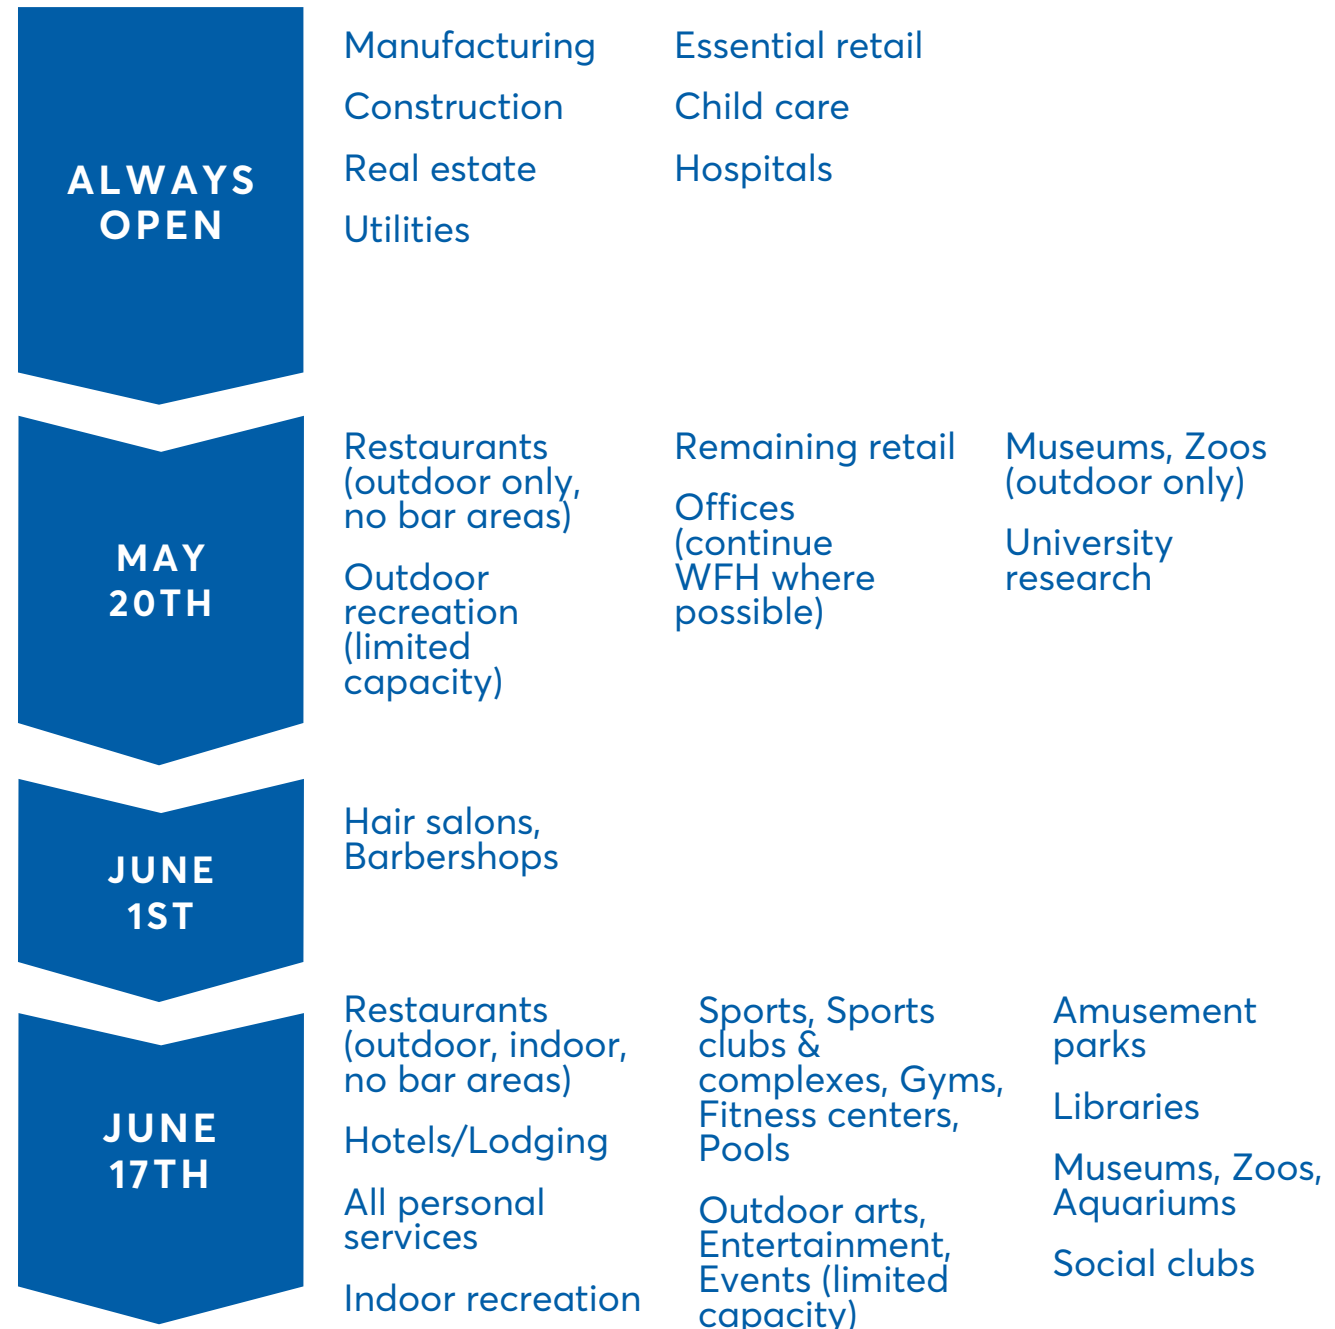 ALWAYS
OPEN
Manufacturing
Construction
Real estate
Utilities
Essential retail
Child care
Hospitals
MAY
20TH
Restaurants
(outdoor only,
no bar areas)
Outdoor
recreation
(limited
capacity)
Remaining retail
Offices
(continue
WFH where
possible)
Museums, Zoos
(outdoor only)
University
research
JUNE
1ST
Hair salons,
Barbershops
JUNE
17TH
Restaurants
(outdoor, indoor,
no bar areas)
Hotels/Lodging
All personal
services
Indoor recreation
Sports, Sports
clubs &
complexes, Gyms,
Fitness centers,
Pools
Outdoor arts,
Entertainment,
Events (limited
capacity)
Amusement
parks
Libraries
Museums, Zoos,
Aquariums
Social clubs